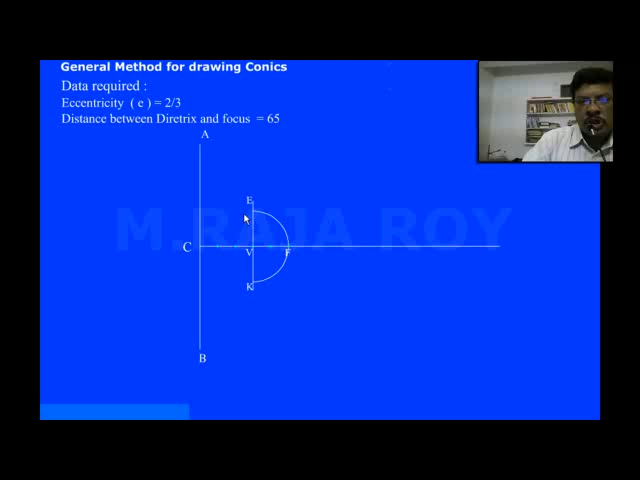 General Method for drawing Conics
Data required :
Eccentricity ( e ) = 2/3
Distance between Diretrix and focus = 65
A
E
M.RAJA ROY
C
V
F
K
B